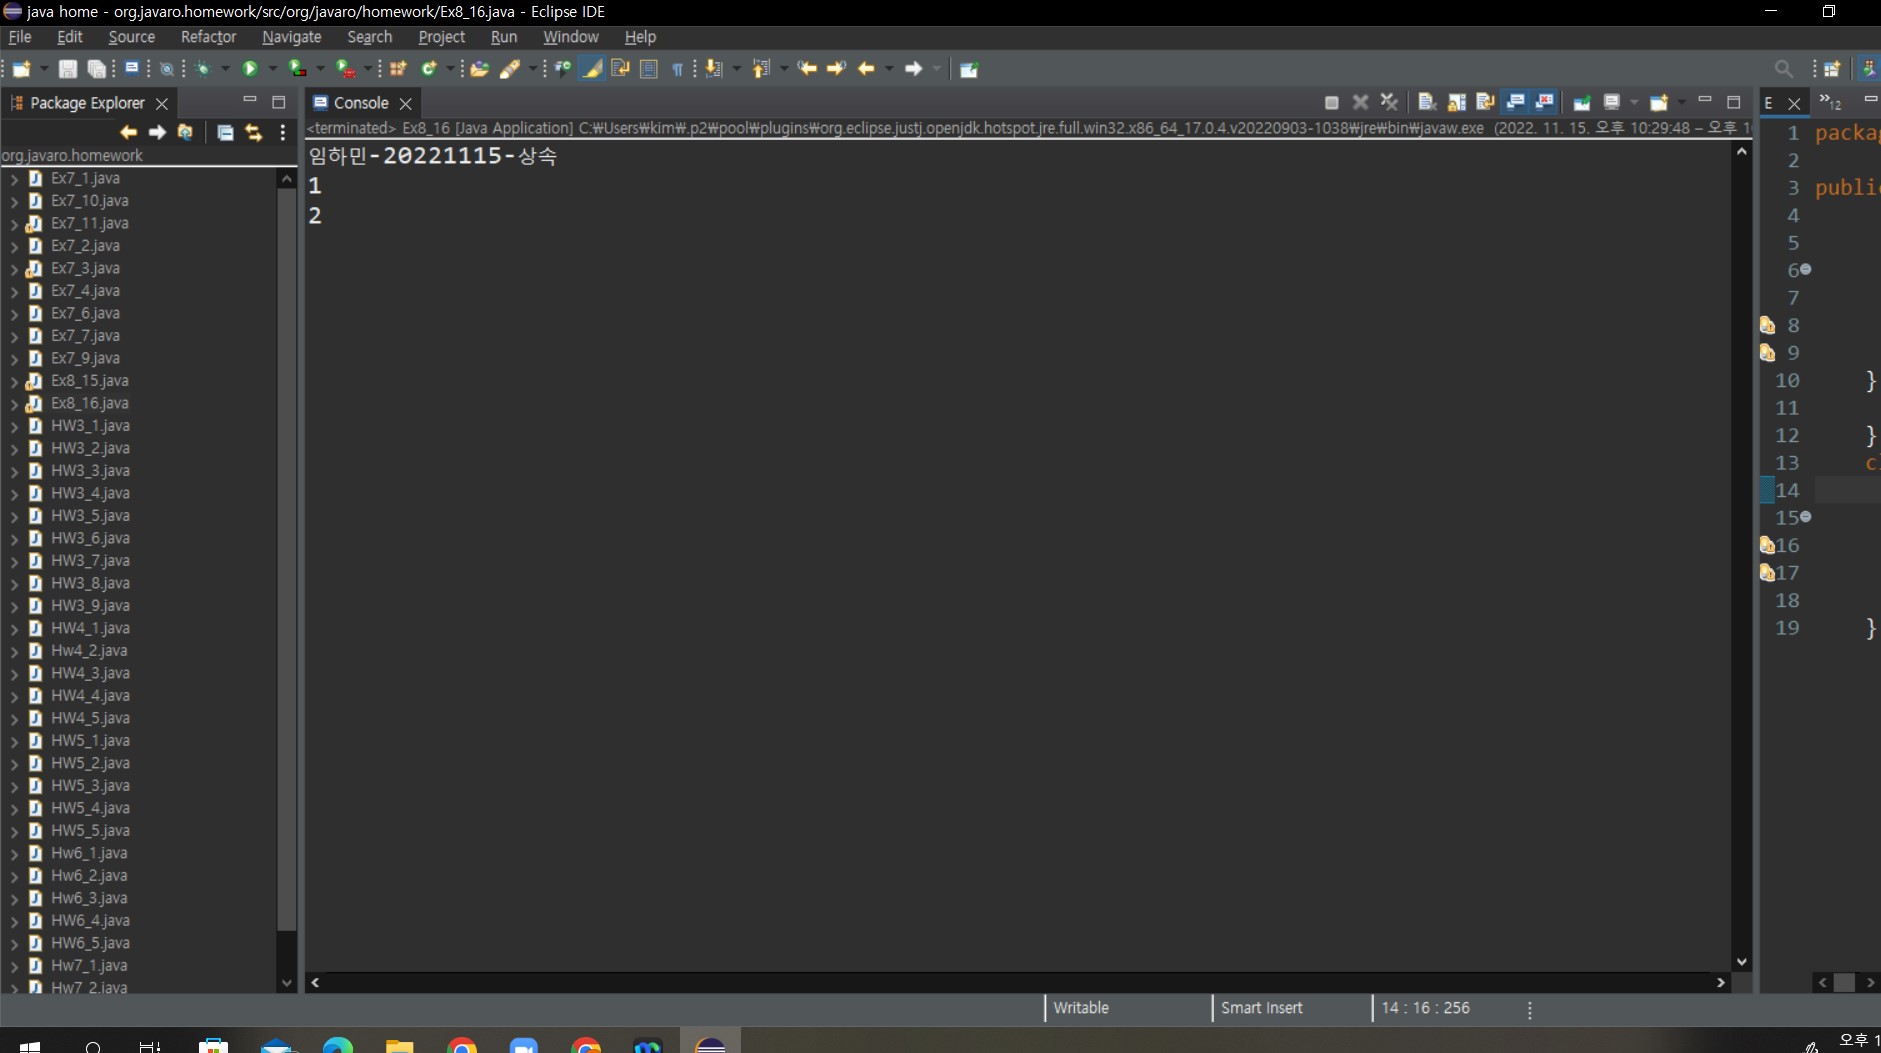 java home - org.javaro.homework/src/org/javaro/homework/Ex8_16.java - Eclipse IDE
File Edit Source Refactor Navigate Search Project Run Window Help
Package Explorer
org.javaro.homework
Ex7_1.java
Ex7_10.java
Ex7_11.java
Ex7_2.java
Ex7_3.java
Ex7_4.java
Ex7_6.java
Ex7_7.java
Ex7_9.java
Ex8_15.java
Ex8_16.java
HW3_1.java
HW3_2.java
HW3_3.java
HW3_4.java
HW3_5.java
HW3_6.java
HW3_7.java
HW3_8.java
HW3_9.java
HW4_1.java
Hw4_2.java
HW4_3.java
HW4_4.java
HW4_5.java
HW5_1.java
HW5_2.java
HW5_3.java
HW5_4.java
HW5_5.java
Hw6_1.java
Hw6_2.java
Hw6_3.java
HW6_4.java
HW6_5.java
Hw7_1.java
Hw7_2.java
Console
<terminated> Ex8_16 [Java Application] C:₩Users₩kim₩.p2₩pool₩plugins₩org.eclipse.justj.openjdk.hotspot.jre.full.win32.x86_64_17.0.4.v20220903-1038₩jre₩bin₩javaw.exe (2022. 11. 15. 오후 10:29:48 – 오후 1
임하민-20221115-상속
1
2
E
»12
1 packag
2
3 publi
4
5
6
7
8
9
10 }
11
12 }
13 c
14
15
16
17
18
19 }
Writable
Smart Insert
14 : 16 : 256
오후 1